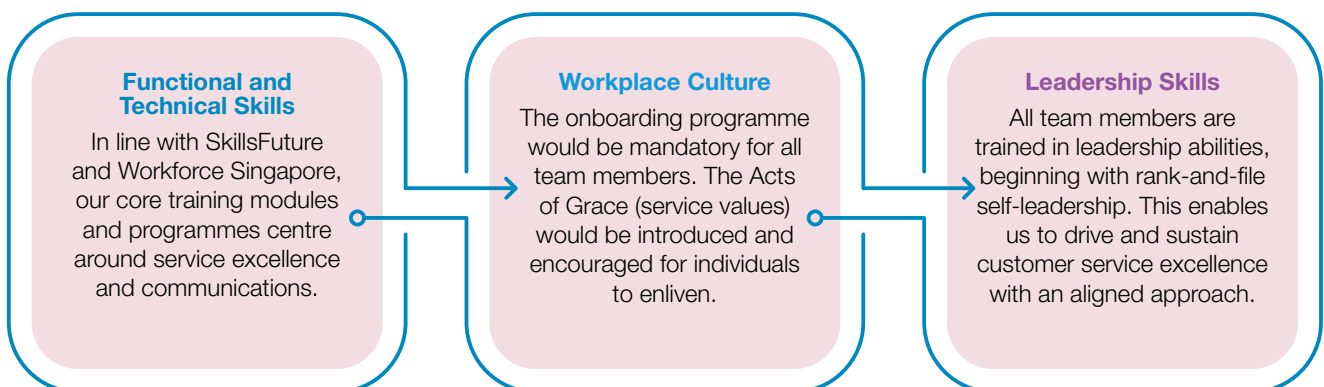 Functional and
Technical Skills
In line with SkillsFuture
and Workforce Singapore,
our core training modules
and programmes centre
around service excellence
and communications.
Workplace Culture
The onboarding programme
would be mandatory for all
team members. The Acts
of Grace (service values)
would be introduced and
encouraged for individuals
to enliven.
Leadership Skills
All team members are
trained in leadership abilities,
beginning with rank-and-file
self-leadership. This enables
us to drive and sustain
customer service excellence
with an aligned approach.